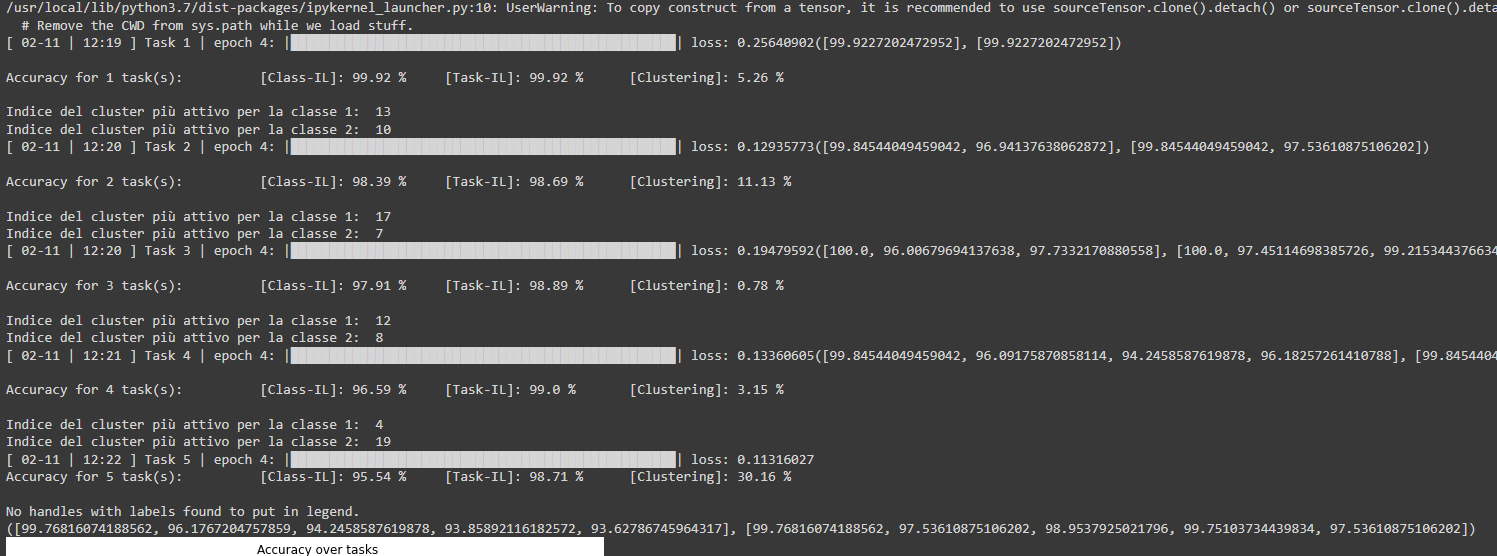 /usr/local/lib/python3.7/dist-packages/ipykernel_launcher.py:10: UserWarning: To copy construct from a tensor, it is recommended to use sourceTensor.clone().detach() or sourceTensor.clone().deta
# Remove the CWD from sys.path while we load stuff.
[ 02-11 | 12:19 ] Task 1 | epoch 4: |██████████████████████████████████████████████████| loss: 0.25640902([99.9227202472952], [99.9227202472952])
Accuracy for 1 task(s): [Class-IL]: 99.92 % [Task-IL]: 99.92 % [Clustering]: 5.26 %
Indice del cluster più attivo per la classe 1: 13
Indice del cluster più attivo per la classe 2: 10
[ 02-11 | 12:20 ] Task 2 | epoch 4: |██████████████████████████████████████████████████| loss: 0.12935773([99.84544049459042, 96.94137638062872], [99.84544049459042, 97.53610875106202])
Accuracy for 2 task(s): [Class-IL]: 98.39 % [Task-IL]: 98.69 % [Clustering]: 11.13 %
Indice del cluster più attivo per la classe 1: 17
Indice del cluster più attivo per la classe 2: 7
[ 02-11 | 12:20 ] Task 3 | epoch 4: |██████████████████████████████████████████████████| loss: 0.19479592([100.0, 96.00679694137638, 97.7332170880558], [100.0, 97.45114698385726, 99.215344376634
Accuracy for 3 task(s): [Class-IL]: 97.91 % [Task-IL]: 98.89 % [Clustering]: 0.78 %
Indice del cluster più attivo per la classe 1: 12
Indice del cluster più attivo per la classe 2: 8
[ 02-11 | 12:21 ] Task 4 | epoch 4: |██████████████████████████████████████████████████| loss: 0.13360605([99.84544049459042, 96.09175870858114, 94.2458587619878, 96.18257261410788], [99.84544049
Accuracy for 4 task(s): [Class-IL]: 96.59 % [Task-IL]: 99.0 % [Clustering]: 3.15 %
Indice del cluster più attivo per la classe 1: 4
Indice del cluster più attivo per la classe 2: 19
[ 02-11 | 12:22 ] Task 5 | epoch 4: |██████████████████████████████████████████████████| loss: 0.11316027
Accuracy for 5 task(s): [Class-IL]: 95.54 % [Task-IL]: 98.71 % [Clustering]: 30.16 %
No handles with labels found to put in legend.
([99.76816074188562, 96.1767204757859, 94.2458587619878, 93.85892116182572, 93.62786745964317], [99.76816074188562, 97.53610875106202, 98.9537925021796, 99.75103734439834, 97.53610875106202])
Accuracy over tasks